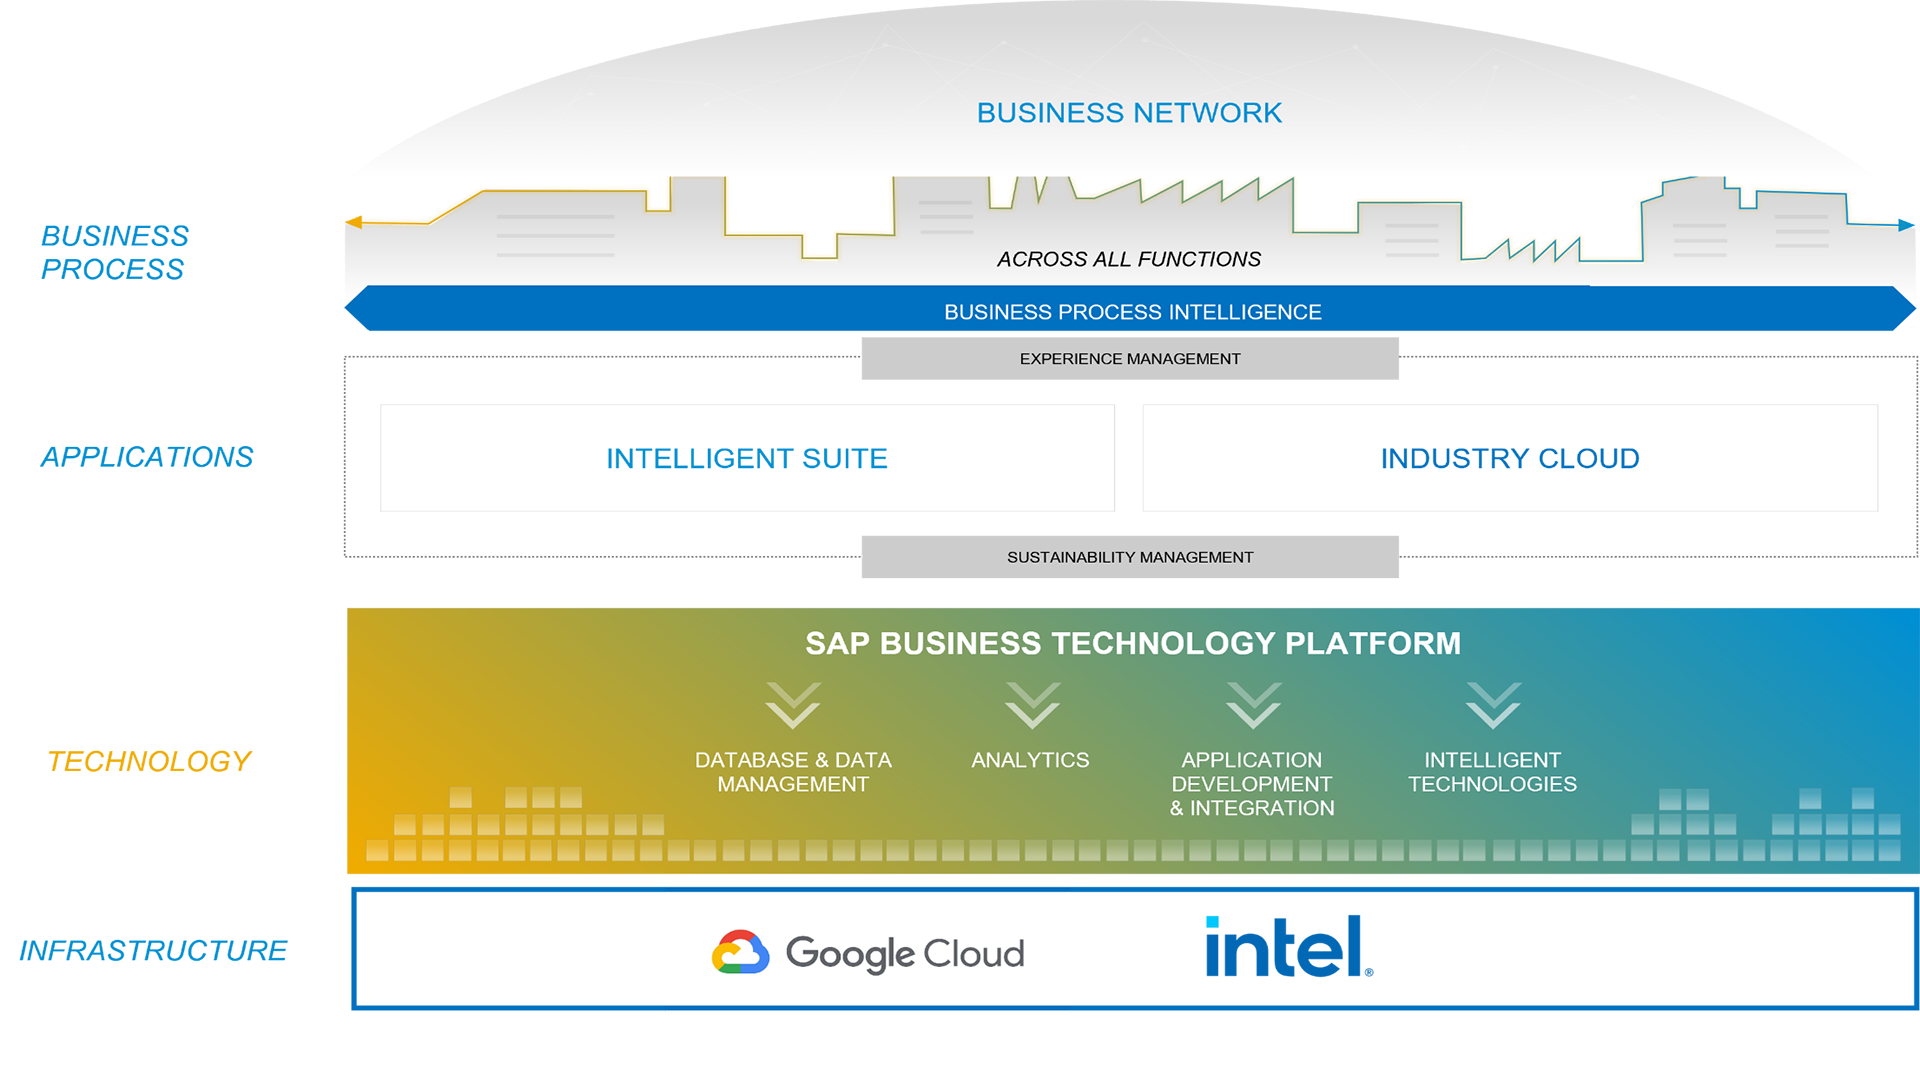 BUSINESS NETWORK
BUSINESS
PROCESS
ACROSS ALL FUNCTIONS
BUSINESS PROCESS INTELLIGENCE
EXPERIENCE MANAGEMENT
APPLICATIONS
INTELLIGENT SUITE
INDUSTRY CLOUD
SUSTAINABILITY MANAGEMENT
SAP BUSINESS TECHNOLOGY PLATFORM
TECHNOLOGY
DATABASE & DATA
MANAGEMENT
ANALYTICS
APPLICATION
DEVELOPMENT
& INTEGRATION
INTELLIGENT
TECHNOLOGIES
INFRASTRUCTURE
Google Cloud
intel®